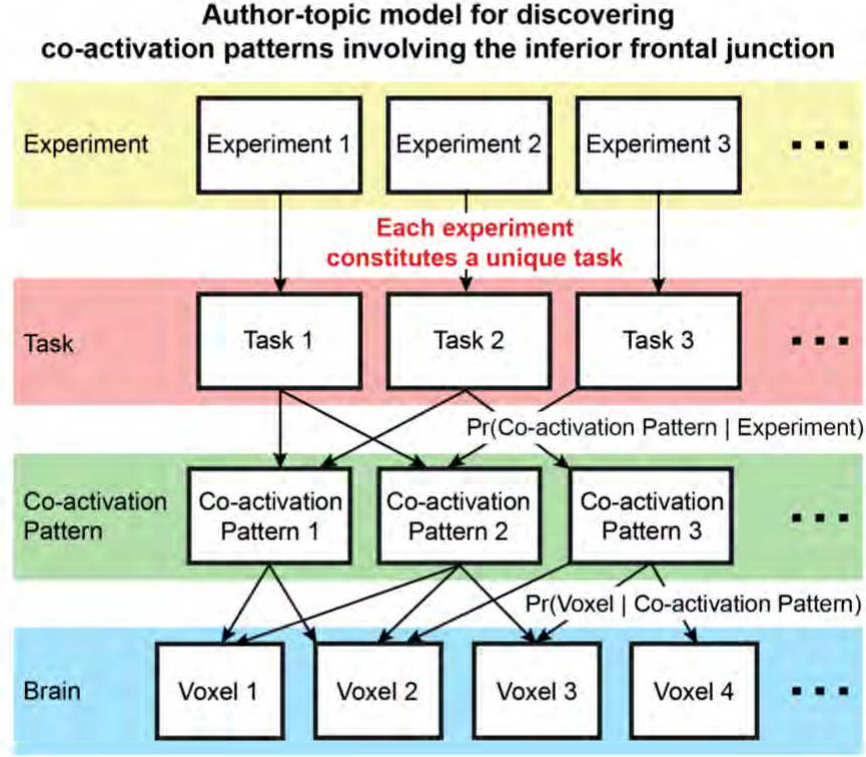 Author-topic model for discovering
co-activation patterns involving the inferior frontal junction
Experiment
Experiment 1
Experiment 2
Experiment 3
Each experiment
constitutes a unique task
Task
Task 1
Task 2
Task 3
Pr(Co-activation Pattern | Experiment)
Co-activation
Pattern
Co-activation
Pattern 1
Co-activation
Pattern 2
Co-activation
Pattern 3
Pr(Voxel | Co-activation Pattern)
Brain
Voxel 1
Voxel 2
Voxel 3
Voxel 4